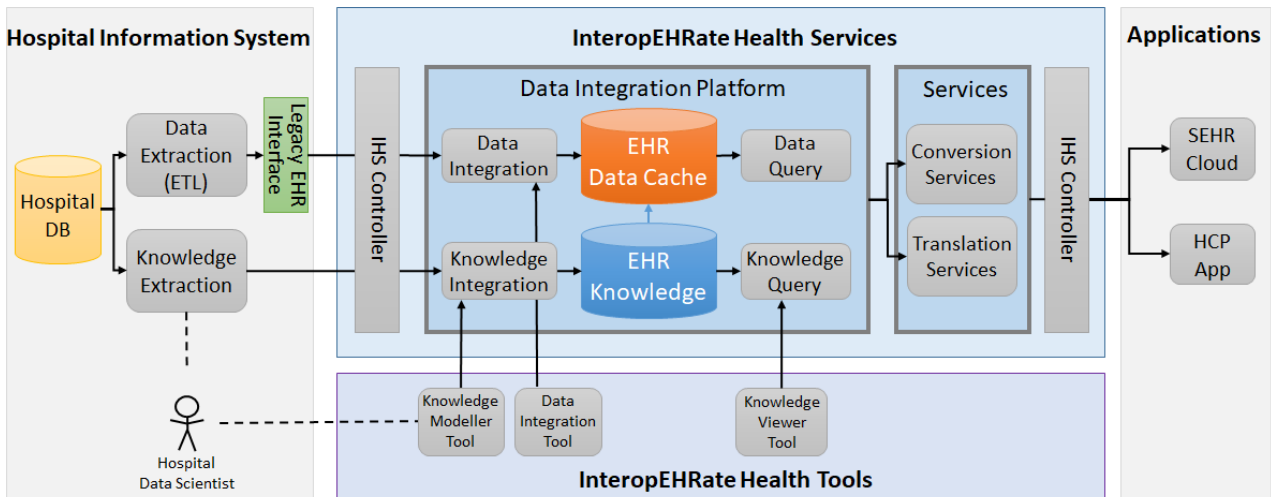 Hospital Information System
InteropEHRate Health Services
Applications
Data Integration Platform
Services
Data
Extraction
(ETL)
Legacy EHR
Interface
IHS Controller
Data
Integration
EHR
Data Cache
Data
Query
Conversion
Services
IHS Controller
SEHR
Cloud
Hospital
DB
Knowledge
Extraction
Knowledge
Integration
EHR
Knowledge
Knowledge
Query
Translation
Services
HCP
App
Knowledge
Modeller
Tool
Data
Integration
Tool
Knowledge
Viewer
Tool
Hospital
Data Scientist
InteropEHRate Health Tools